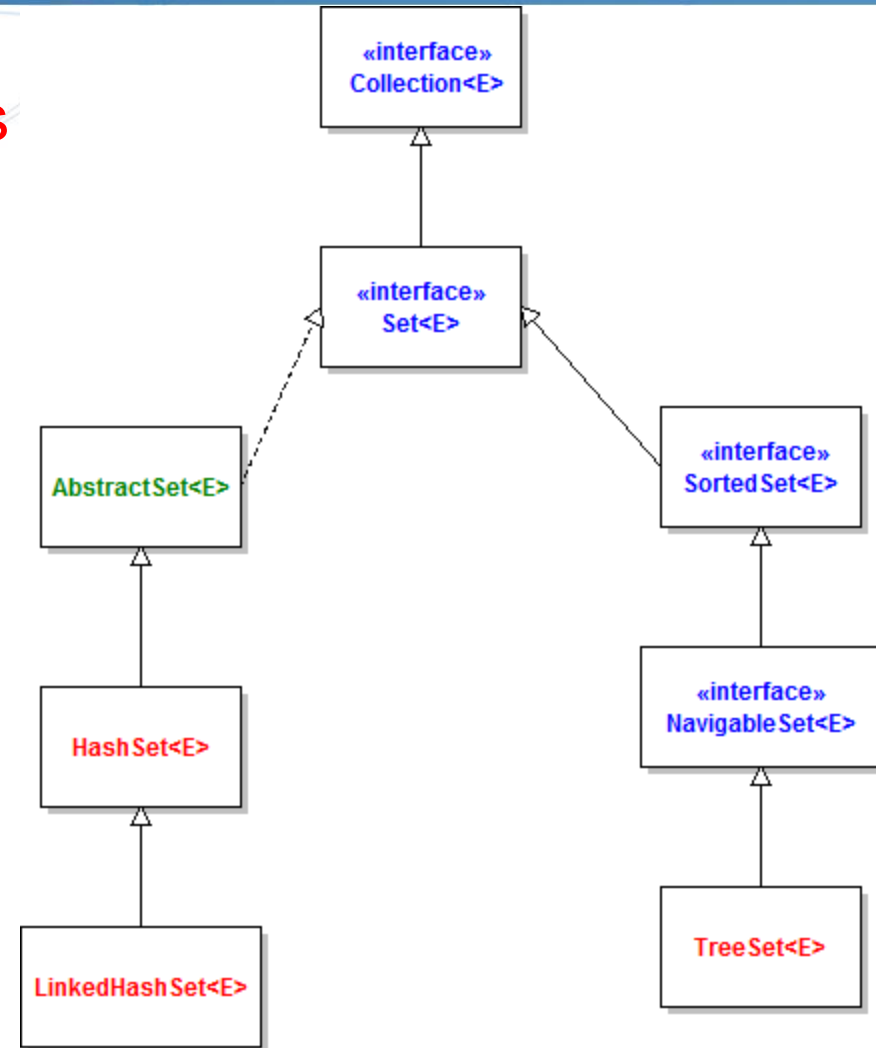 s
«interface»
Collection<E>
«interface»
Set<E>
«interface»
SortedSet<E>
AbstractSet<E>
«interface»
NavigableSet<E>
HashSet<E>
TreeSet<E>
LinkedHashSet<E>